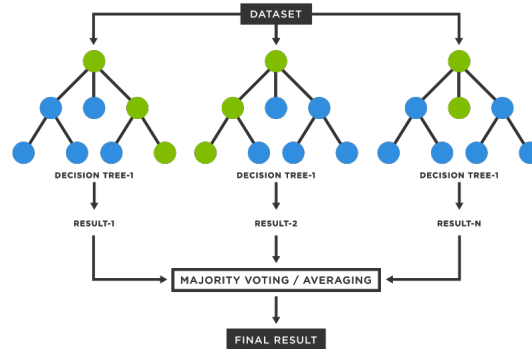 DATASET
DECISION TREE-1
DECISION TREE-1
DECISION TREE-1
RESULT-1
RESULT-2
RESULT-N
MAJORITY VOTING / AVERAGING
FINAL RESULT